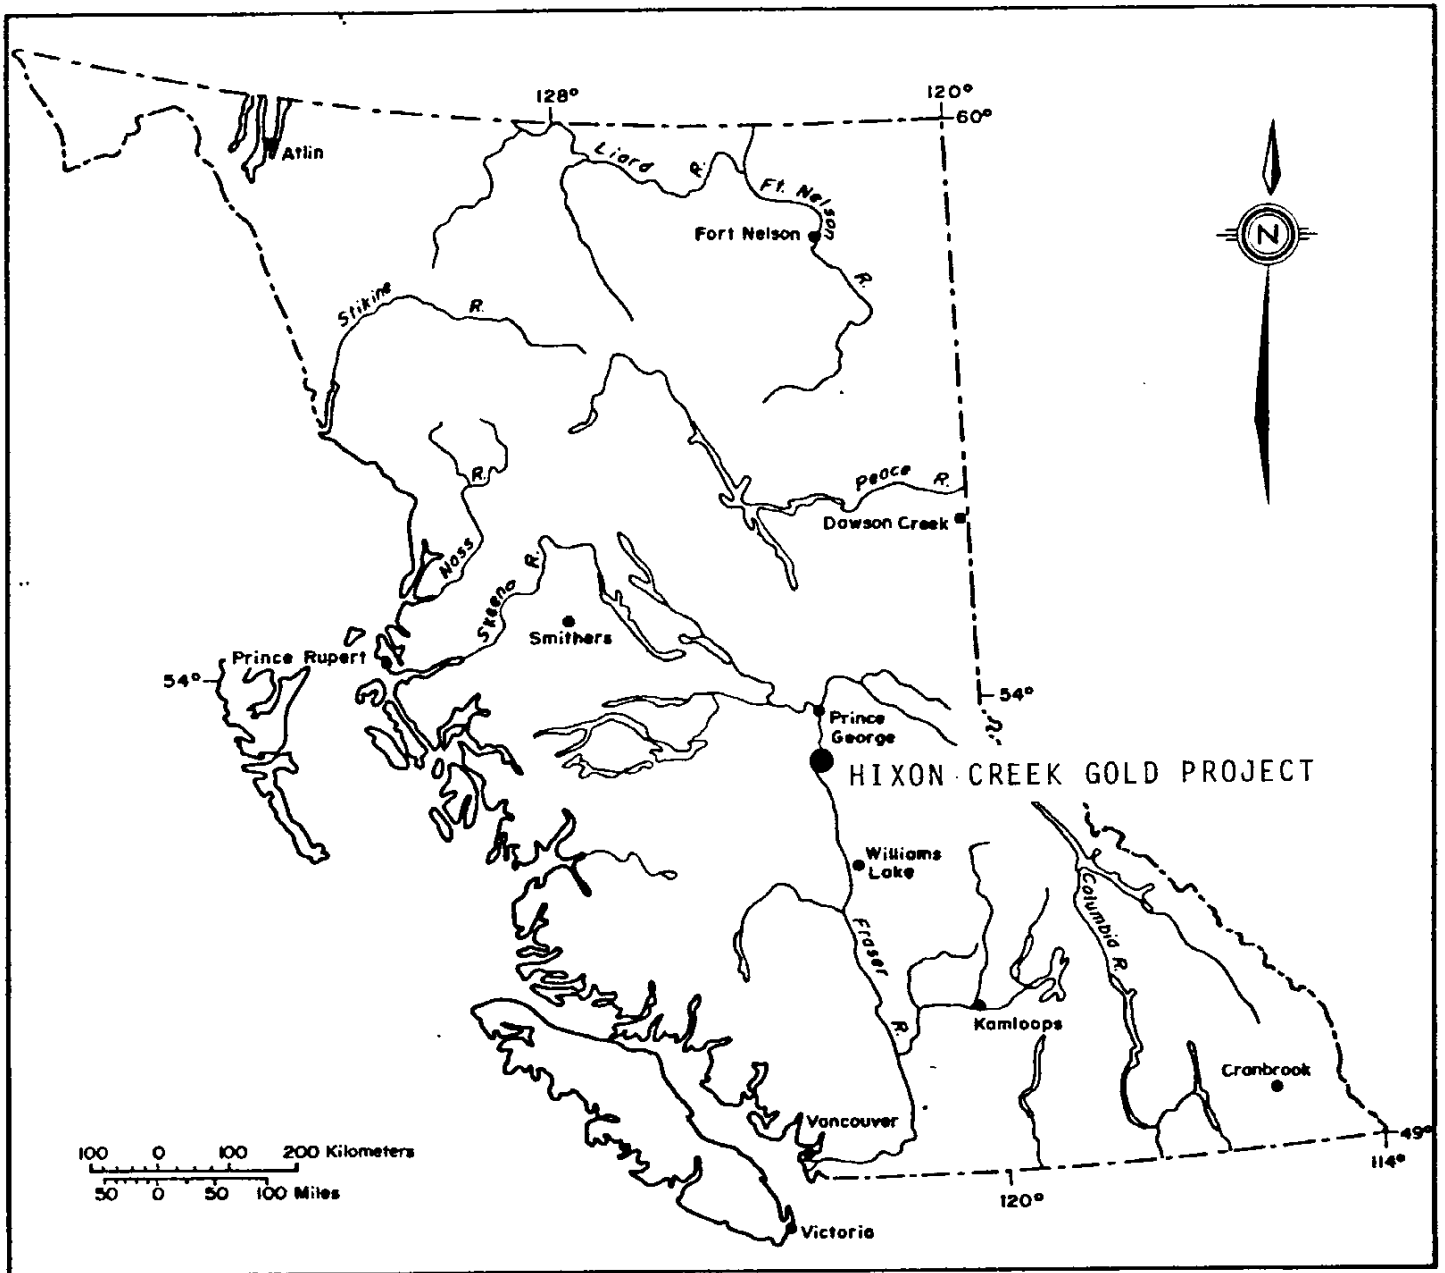 128°
120°
60°
Atlin
Liard
R.
Ft. Nelson
R.
Fort Nelson
N
Stikine
R.
Peace
R.
Dawson Creek
R.
Nass
Skeena
R.
Smithers
Prince Rupert
54°
54°
Prince
George
HIXON CREEK GOLD PROJECT
Williams
Lake
Columbia R.
Fraser
R.
Kamloops
Cranbrook
Vancouver
49°
114°
120°
Victoria
100 0 100 200 Kilometers
50 0 50 100 Miles